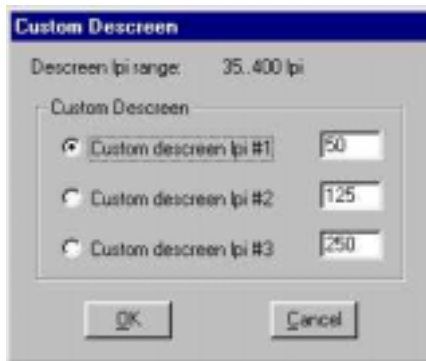 Custom Descreen
Descreen lpi range: 35..400 lpi
Custom Descreen
Custom descreen lpi #1 50
Custom descreen lpi #2 125
Custom descreen lpi #3 250
OK Cancel